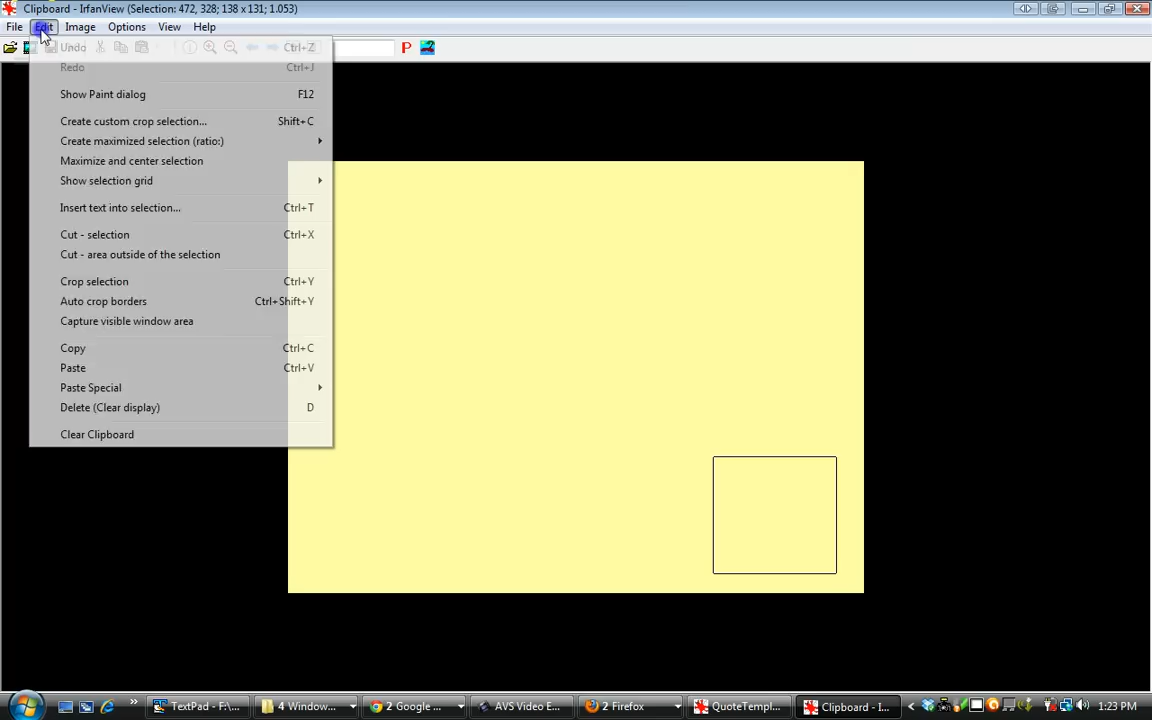 Clipboard - IrfanView (Selection: 472, 328; 138 x 131; 1.053)
File Edit Image Options View Help
Undo Ctrl+Z
Redo Ctrl+J
Show Paint dialog F12
Create custom crop selection... Shift+C
Create maximized selection (ratio:)
Maximize and center selection
Show selection grid
Insert text into selection... Ctrl+T
Cut - selection Ctrl+X
Cut - area outside of the selection
Crop selection Ctrl+Y
Auto crop borders Ctrl+Shift+Y
Capture visible window area
Copy Ctrl+C
Paste Ctrl+V
Paste Special
Delete (Clear display) D
Clear Clipboard
TextPad - F:\... 4 Window... 2 Google ... AVS Video E... 2 Firefox QuoteTempl... Clipboard - I... 1:23 PM